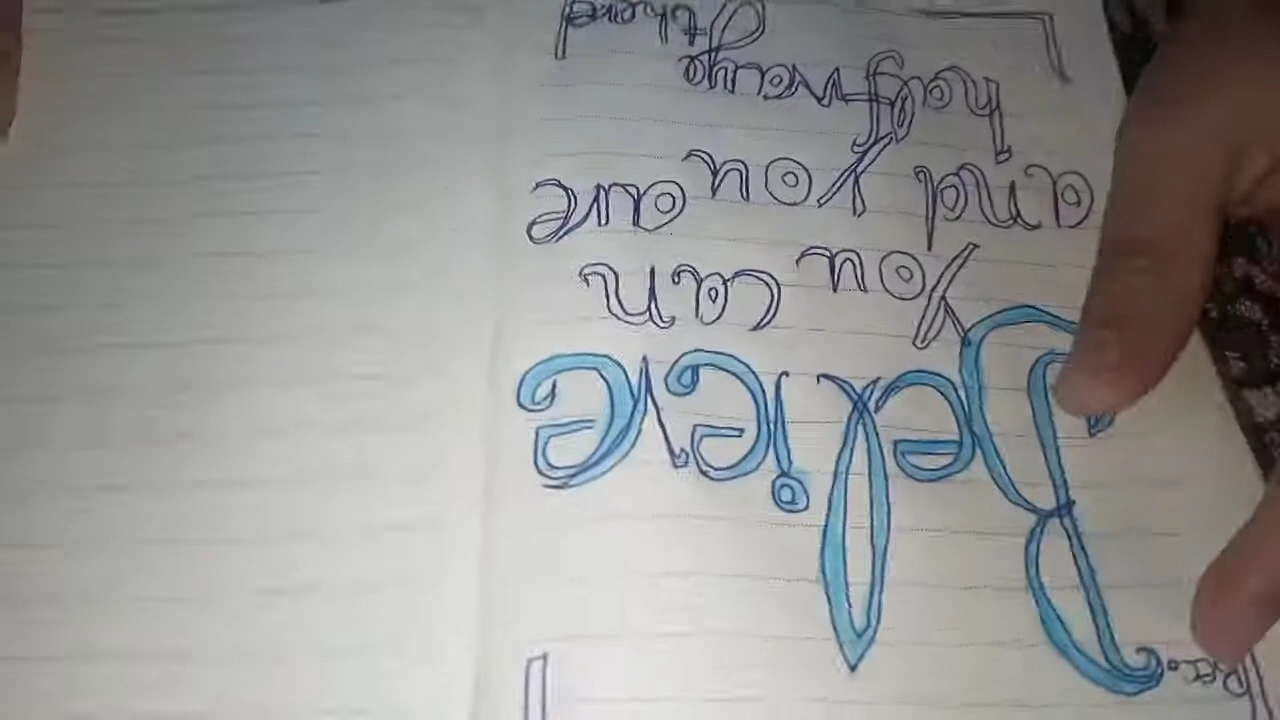 Believe
You can
and you are
halfway
there